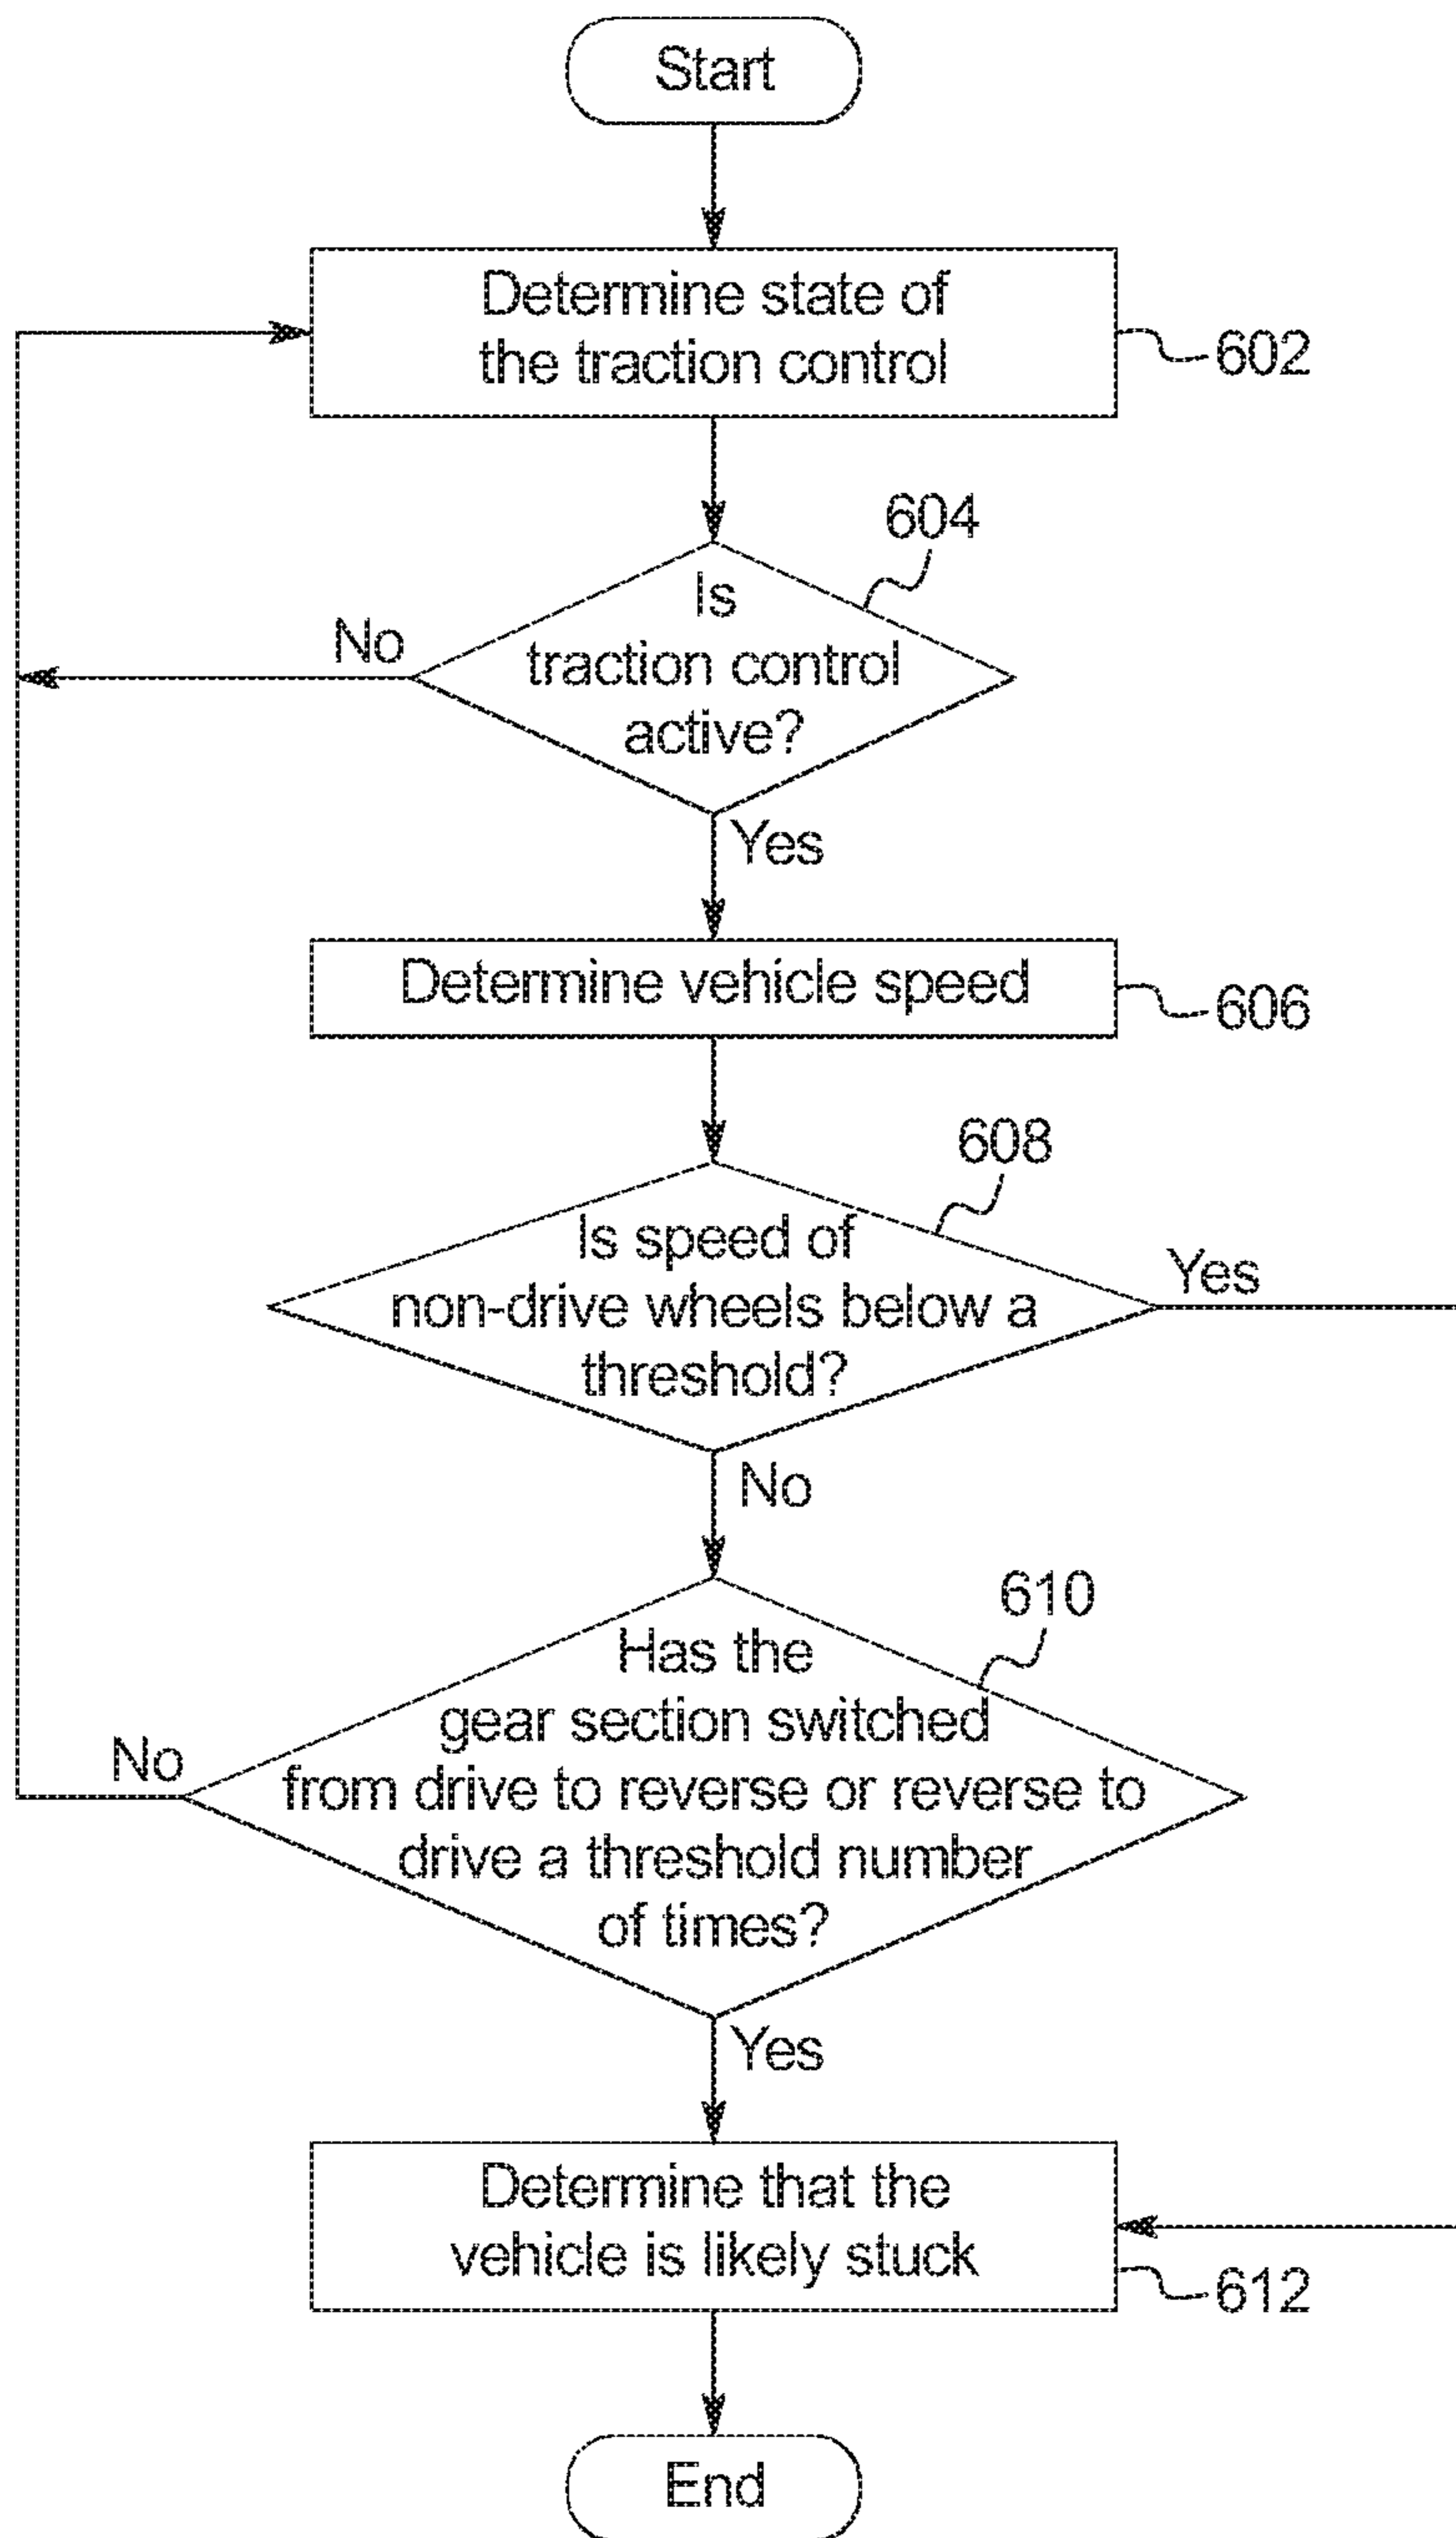 Start
Determine state of
the traction control
602
604
Is
traction control
active?
No
Yes
Determine vehicle speed
606
608
Is speed of
non-drive wheels below a
threshold?
Yes
No
610
Has the
gear section switched
from drive to reverse or reverse to
drive a threshold number
of times?
No
Yes
Determine that the
vehicle is likely stuck
612
End